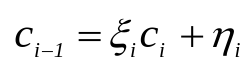 c_{i-1} = ξ_i c_i + η_i